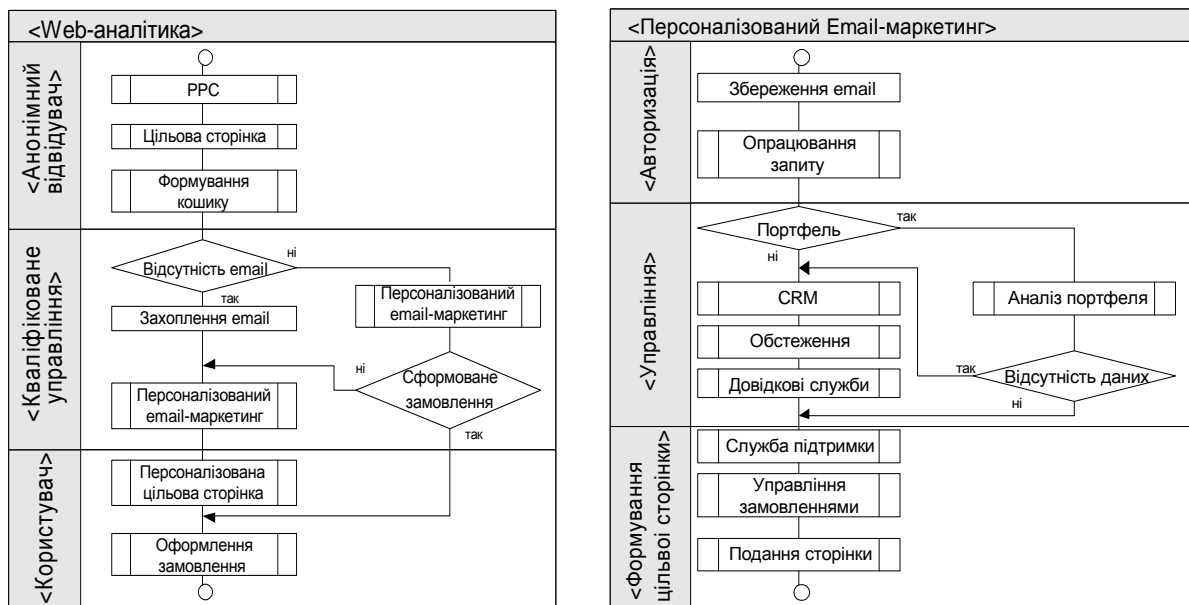 <Web-аналітика>
<Анонімний
відвідувач>
PPC
Цільова сторінка
Формування
кошику
<Кваліфіковане
управління>
Відсутність email
ні
так
Захоплення email
Персоналізований
email-маркетинг
ні
Сформоване
замовлення
так
Персоналізований
email-маркетинг
<Користувач>
Персоналізована
цільова сторінка
Оформлення
замовлення
<Персоналізований Email-маркетинг>
<Авторизація>
Збереження email
Опрацювання
запиту
<Управління>
Портфель
так
ні
CRM
Аналіз портфеля
Обстеження
Довідкові служби
так
Відсутність даних
ні
<Формування
цільвої сторінки>
Служба підтримки
Управління
замовленнями
Подання сторінки